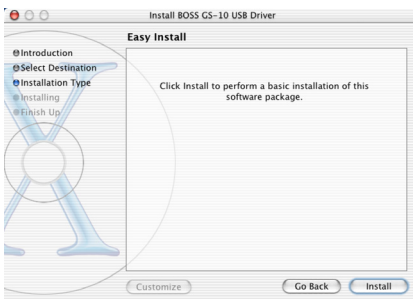 Install BOSS GS-10 USB Driver
Easy Install
Introduction
Select Destination
Installation Type
Installing
Finish Up
Click Install to perform a basic installation of this
software package.
Customize
Go Back
Install